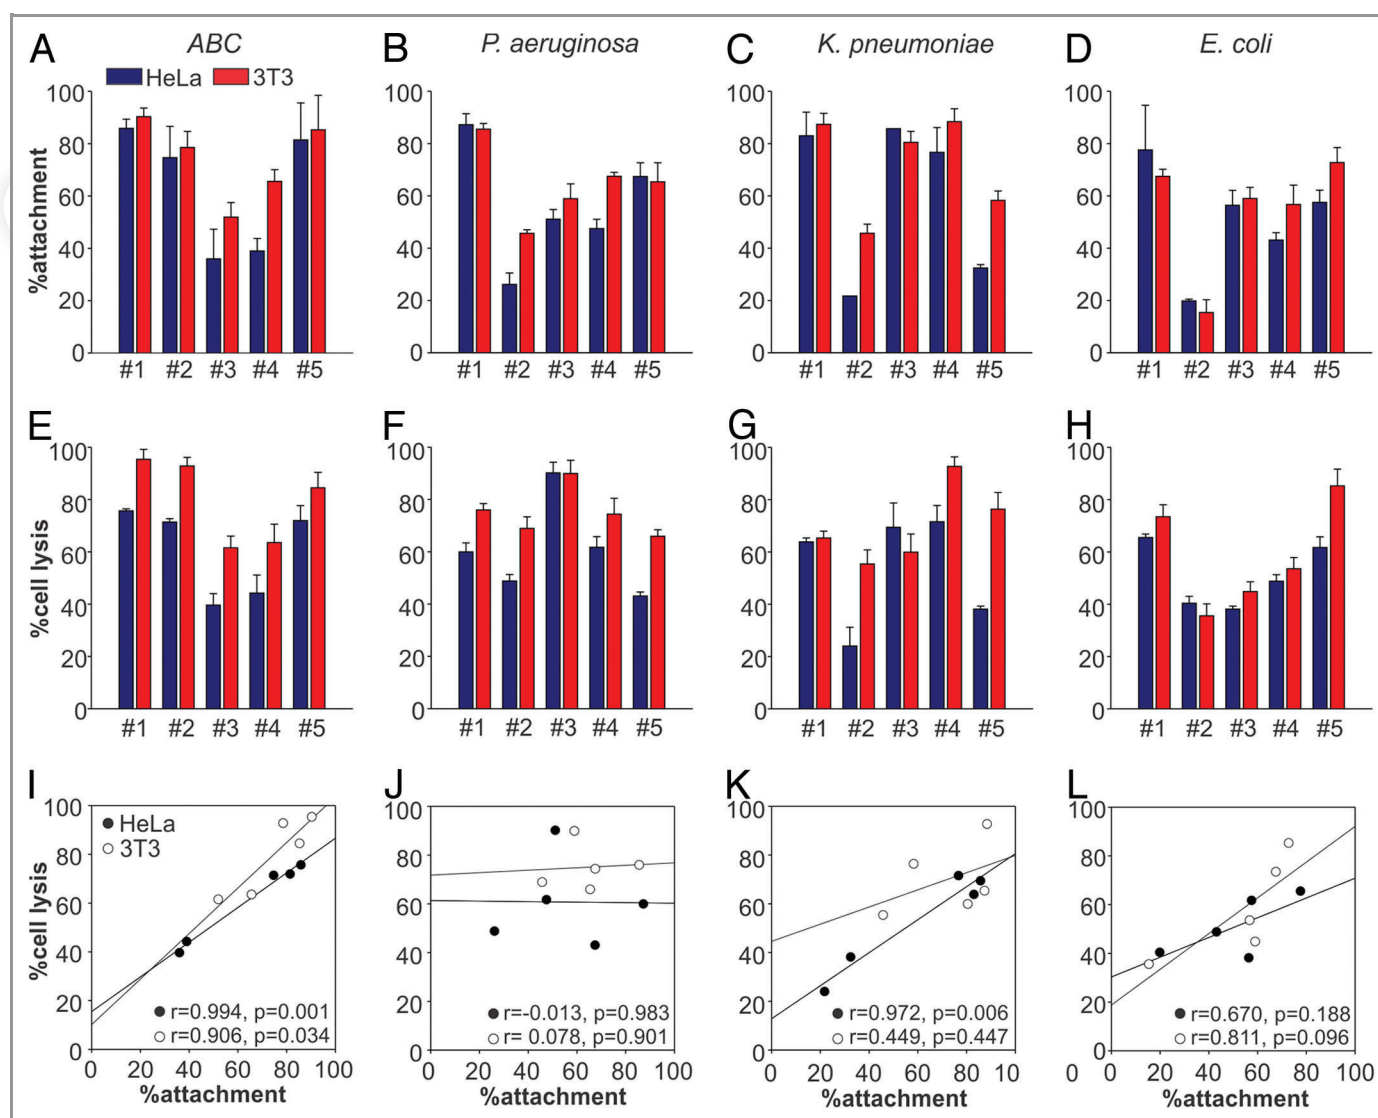 A ABC B P. aeruginosa C K. pneumoniae D E. coli
HeLa 3T3
%attachment
100 100 100 100
80 80 80 80
60 60 60 60
40 40 40 40
20 20 20 20
0 0 0 0
#1 #2 #3 #4 #5 #1 #2 #3 #4 #5 #1 #2 #3 #4 #5 #1 #2 #3 #4 #5
E F G H
%cell lysis
100 100 100 100
80 80 80 80
60 60 60 60
40 40 40 40
20 20 20 20
0 0 0 0
#1 #2 #3 #4 #5 #1 #2 #3 #4 #5 #1 #2 #3 #4 #5 #1 #2 #3 #4 #5
I J K L
%cell lysis
100 100 100 100
HeLa
3T3
80 80 80 80
60 60 60 60
40 40 40 40
20 20 20 20
r=0.994, p=0.001 r=-0.013, p=0.983 r=0.972, p=0.006 r=0.670, p=0.188
r=0.906, p=0.034 r= 0.078, p=0.901 r=0.449, p=0.447 r=0.811, p=0.096
0 0 0 0
0 20 40 60 80 100 0 20 40 60 80 100 0 20 40 60 80 10 0 0 20 40 60 80 100
%attachment %attachment %attachment %attachment